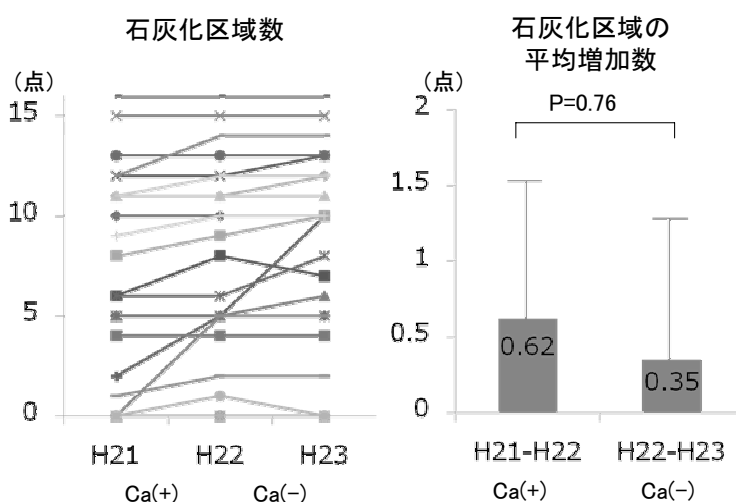 石灰化区域数
(点)
15
10
5
0
H21
H22
H23
Ca(+)
Ca(−)
石灰化区域の
平均増加数
(点)
2
1.5
1
0.5
0
P=0.76
0.62
0.35
H21-H22
H22-H23
Ca(+)
Ca(−)